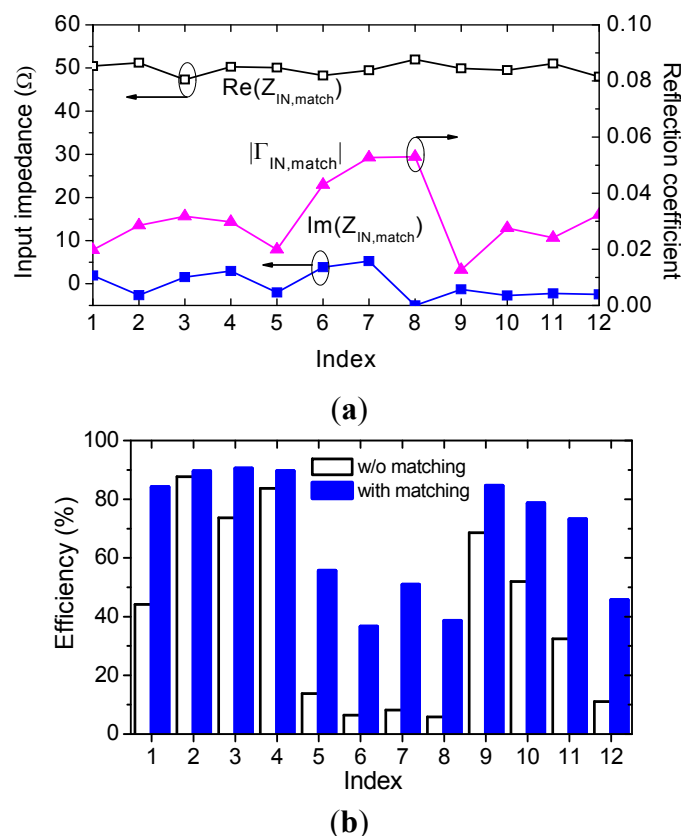 60
50
40
30
20
10
0
0.10
0.08
0.06
0.04
0.02
0.00
Input impedance (Ω)
Reflection coefficient
Re(Z_IN,match)
|Γ_IN,match|
Im(Z_IN,match)
1 2 3 4 5 6 7 8 9 10 11 12
Index
(a)
100
80
60
40
20
0
Efficiency (%)
w/o matching
with matching
1 2 3 4 5 6 7 8 9 10 11 12
Index
(b)